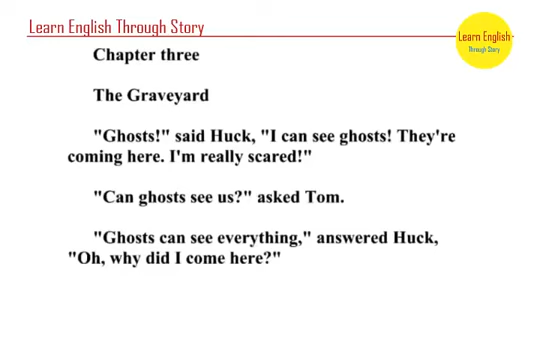 Learn English Through Story
Learn English
Through Story
Chapter three
The Graveyard
"Ghosts!" said Huck, "I can see ghosts! They're
coming here. I'm really scared!"
"Can ghosts see us?" asked Tom.
"Ghosts can see everything," answered Huck,
"Oh, why did I come here?"